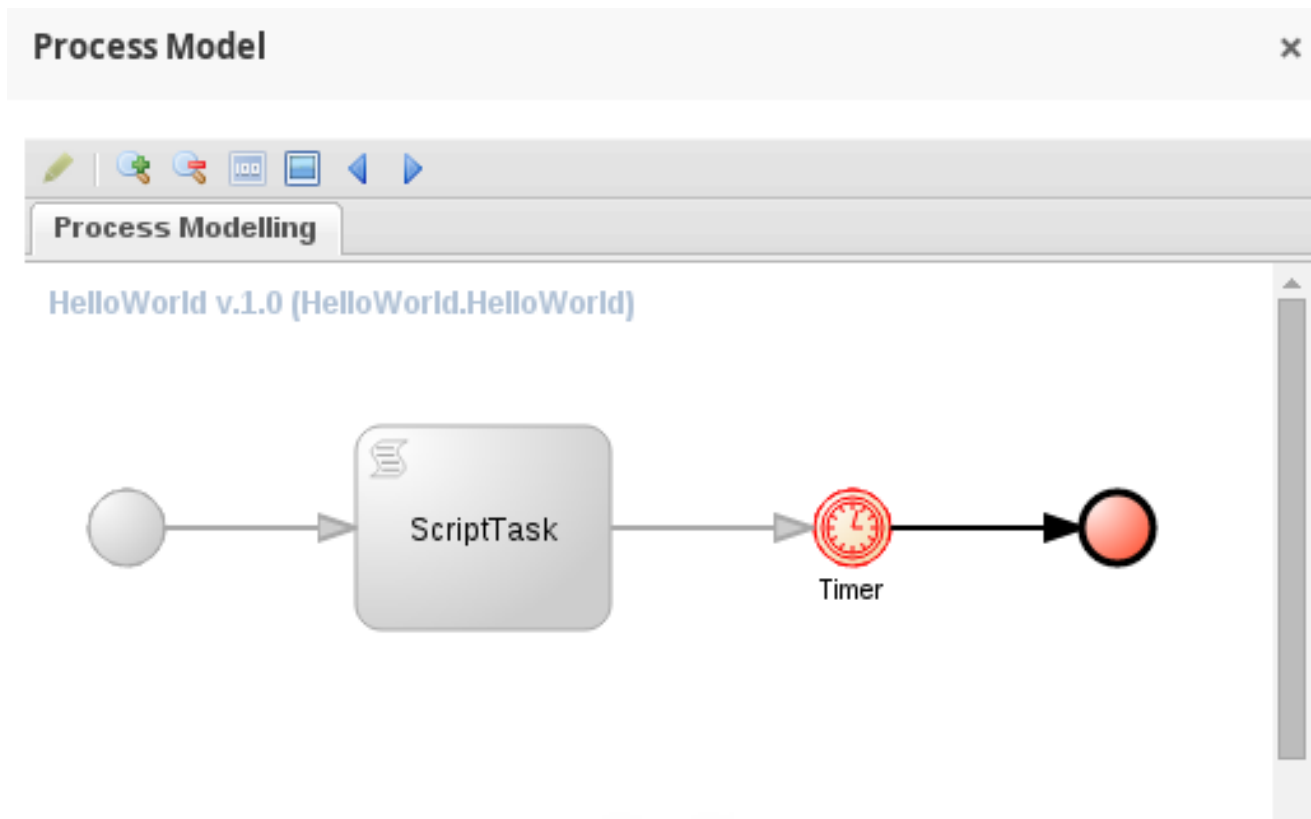 Process Model
Process Modelling
HelloWorld v.1.0 (HelloWorld.HelloWorld)
ScriptTask
Timer